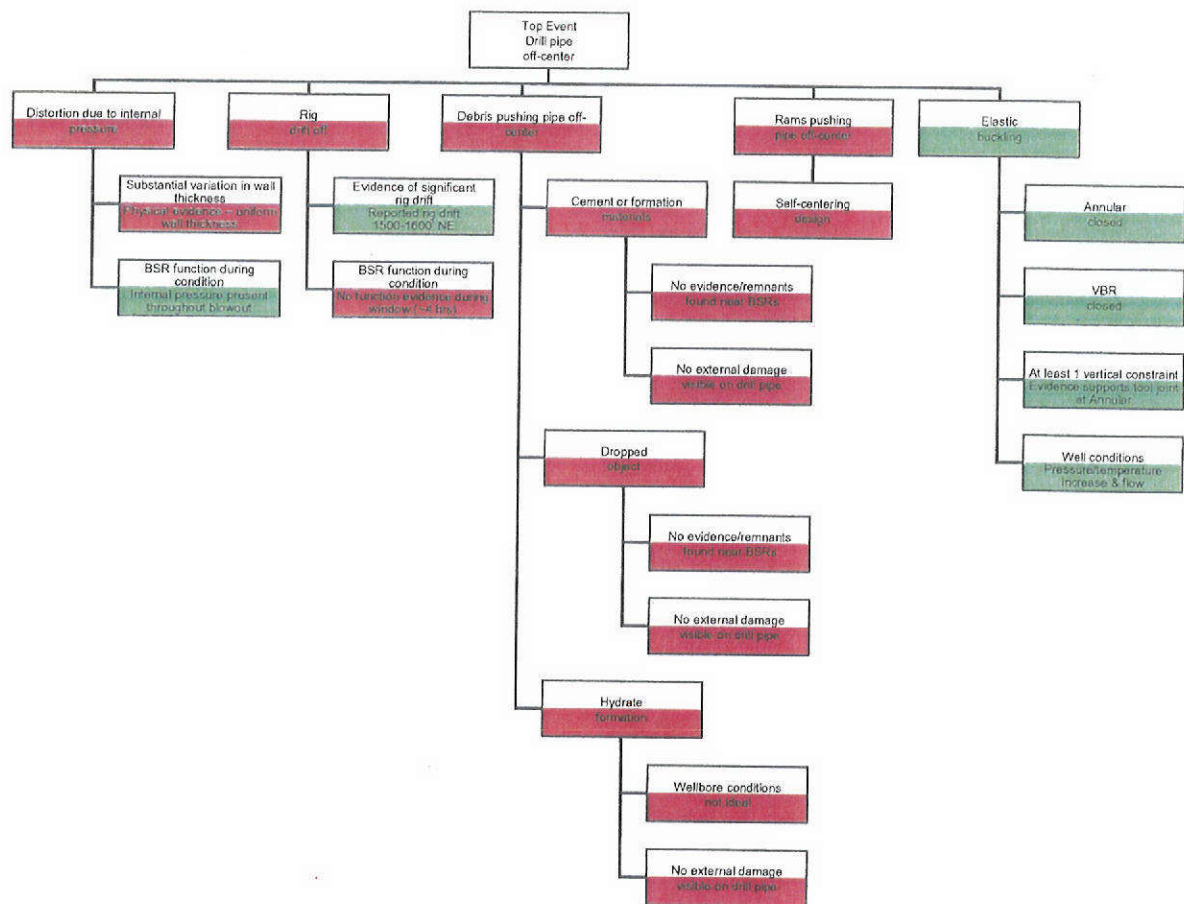 Top Event
Drill pipe
off-center
Distortion due to internal
pressure
Rig
drift off
Debris pushing pipe off-
center
Rams pushing
pipe off-center
Elastic
buckling
Substantial variation in wall
thickness
Physical evidence – uniform
wall thickness
BSR function during
condition
Internal pressure present
throughout blowout
Evidence of significant
rig drift
Reported rig drift
1500-1600' NE
BSR function during
condition
No function evidence during
window (~4 hrs)
Cement or formation
materials
No evidence/remnants
found near BSRs
No external damage
visible on drill pipe
Dropped
object
No evidence/remnants
found near BSRs
No external damage
visible on drill pipe
Hydrate
formation
Wellbore conditions
not ideal
No external damage
visible on drill pipe
Self-centering
design
Annular
closed
VBR
closed
At least 1 vertical constraint
Evidence supports tool joint
at Annular
Well conditions
Pressure/temperature
increase & flow